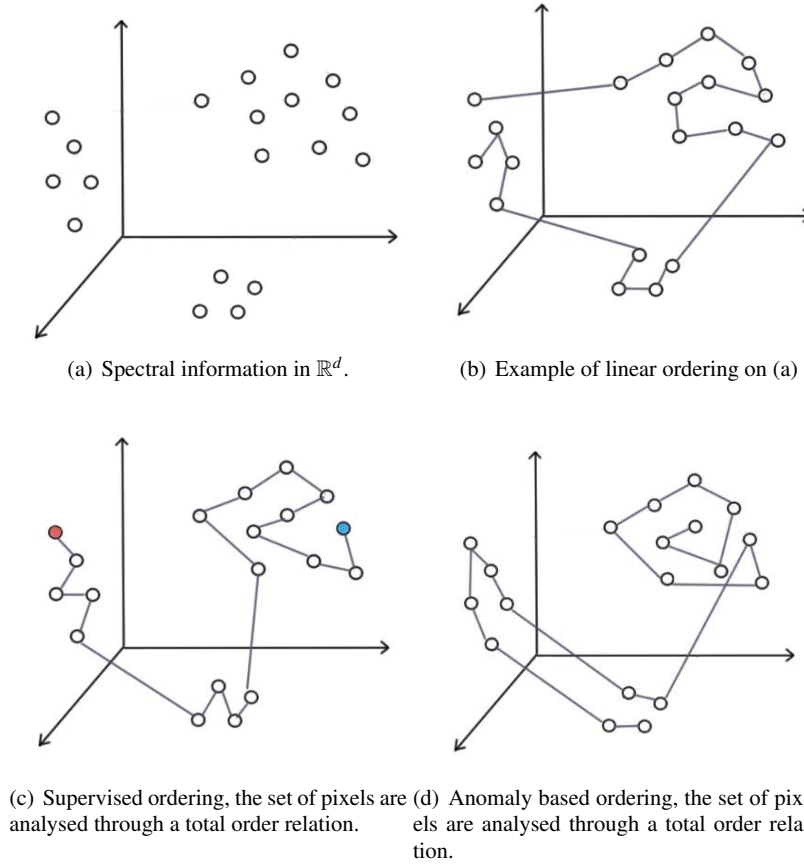 (a) Spectral information in ℝᵈ.
(b) Example of linear ordering on (a)
(c) Supervised ordering, the set of pixels are
analysed through a total order relation.
(d) Anomaly based ordering, the set of pix
els are analysed through a total order rela
tion.